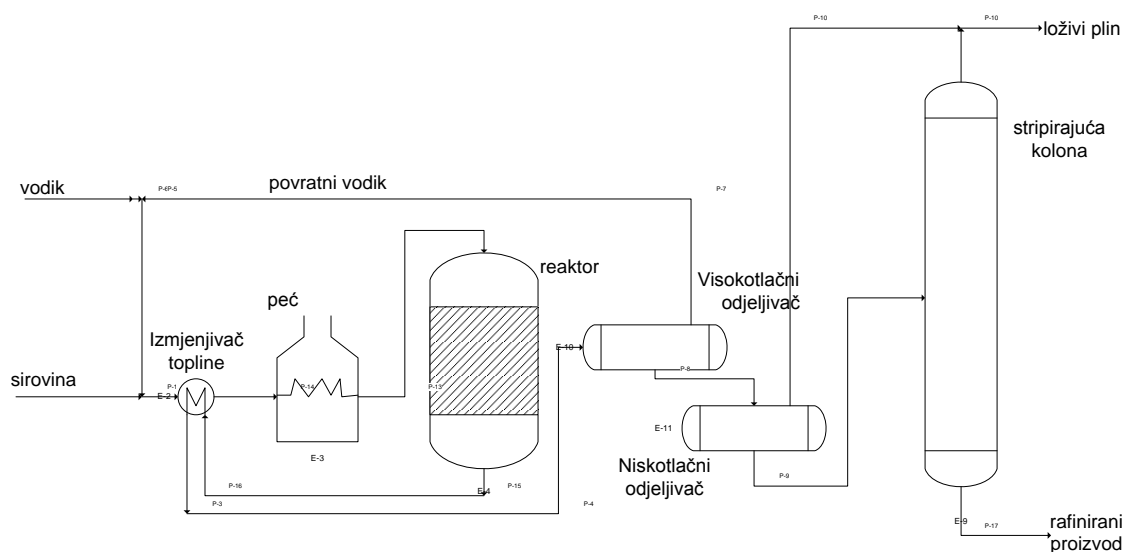 P-10
P-10
loživi plin
stripirajuća
kolona
vodik
P-6P-5
povratni vodik
P-7
reaktor
Visokotlačni
odjeljivač
peć
Izmjenjivač
topline
E-10
P-8
sirovina
P-1
E-2
P-14
P-13
E-11
E-3
Niskotlačni
odjeljivač
P-9
P-16
E-4
P-15
P-3
P-4
E-9
P-17
rafinirani
proizvod